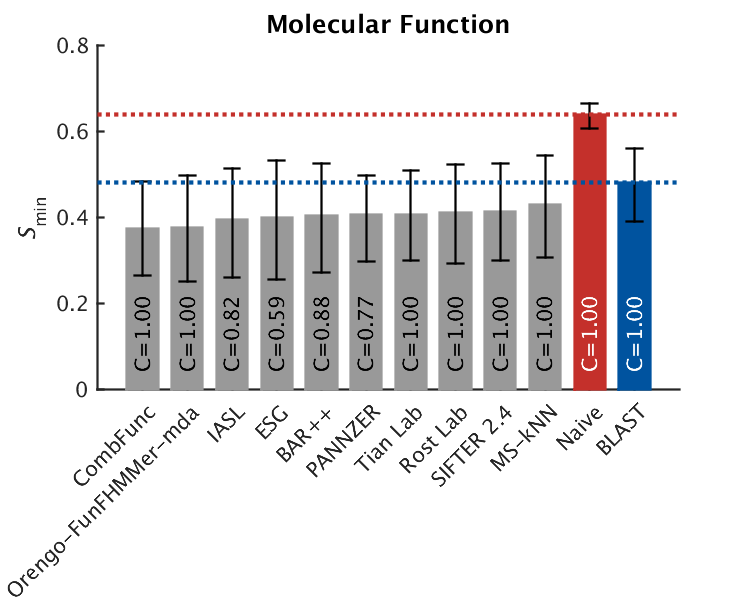 Molecular Function
0.8
0.6
0.4
0.2
0
Smin
C=1.00
C=1.00
C=0.82
C=0.59
C=0.88
C=0.77
C=1.00
C=1.00
C=1.00
C=1.00
C=1.00
C=1.00
CombFunc
Orengo-FunFHMMer-mda
IASL
ESG
BAR++
PANNZER
Tian Lab
Rost Lab
SIFTER 2.4
MS-kNN
Naive
BLAST